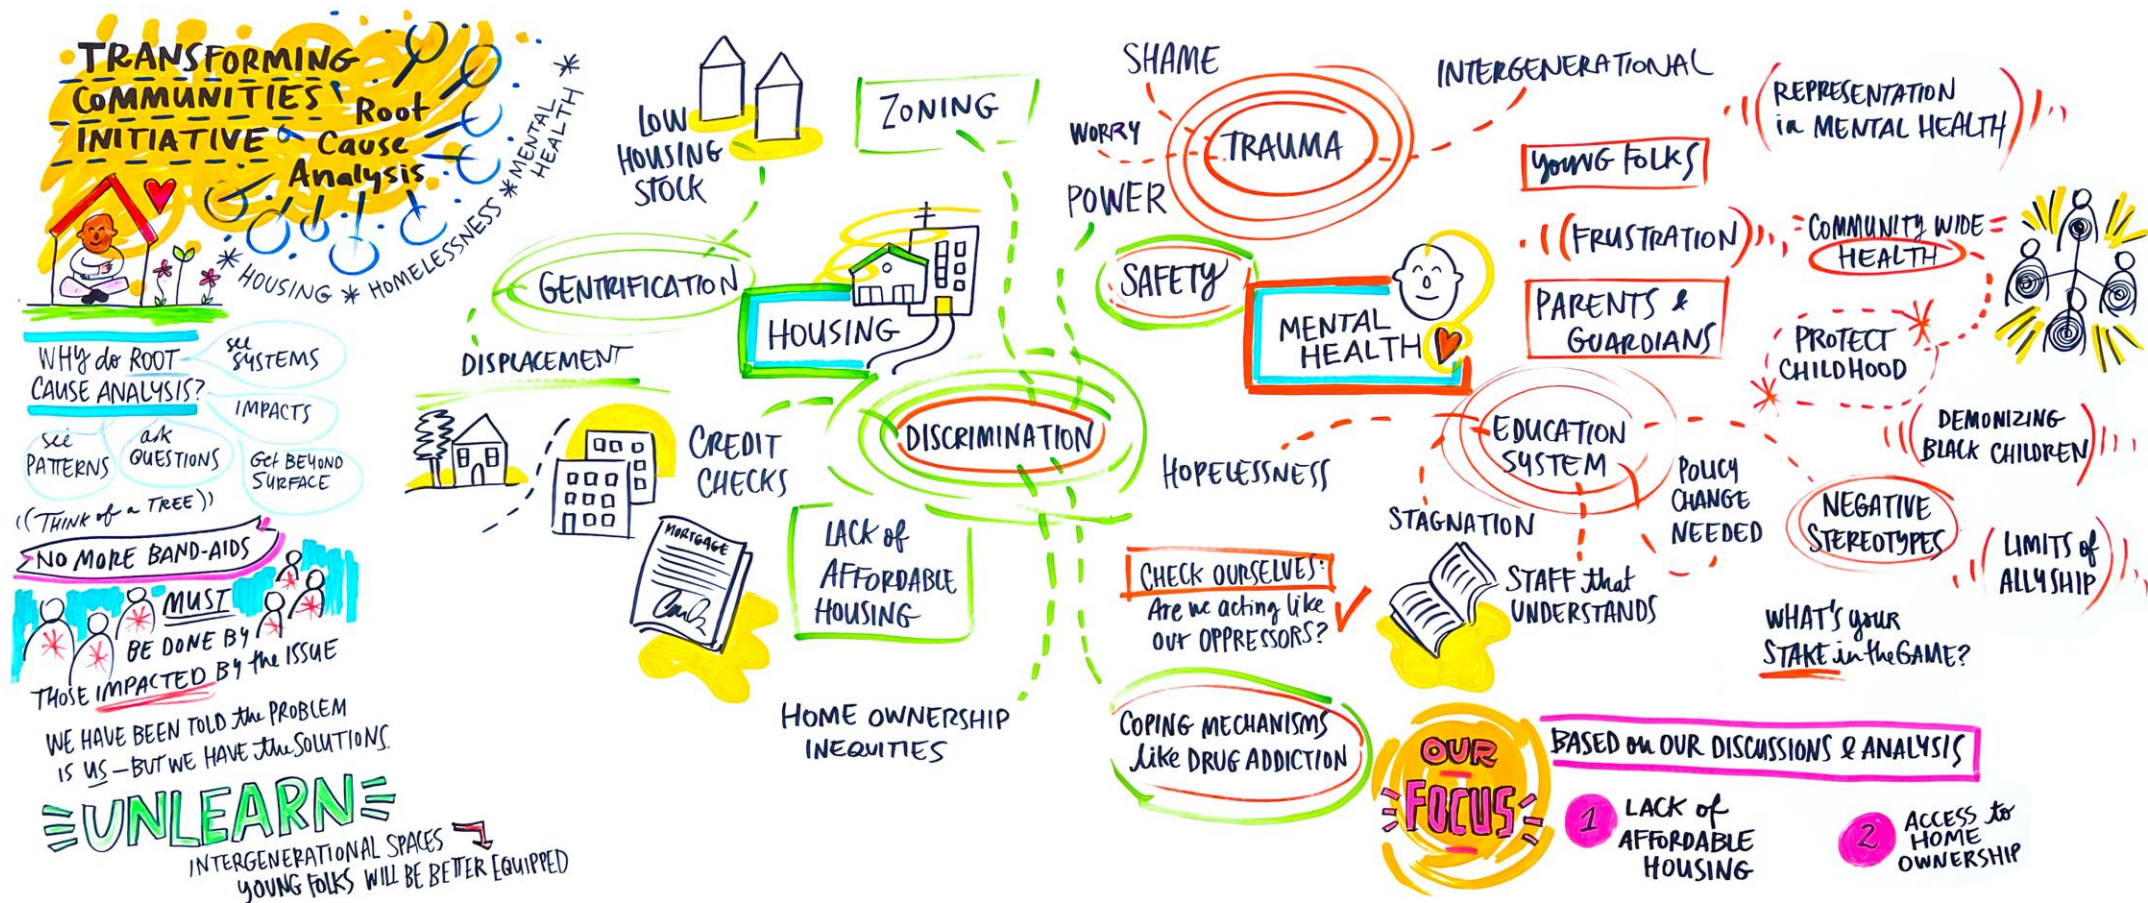 TRANSFORMING
COMMUNITIES
INITIATIVE
Root
Cause
Analysis
* HOUSING * HOMELESSNESS * MENTAL
HEALTH *
WHY do ROOT
CAUSE ANALYSIS?
see
SYSTEMS
IMPACTS
see
PATTERNS
ask
QUESTIONS
Get BEYOND
SURFACE
((THINK of a TREE))
NO MORE BAND-AIDS
MUST
BE DONE BY
THOSE IMPACTED BY the ISSUE
WE HAVE BEEN TOLD the PROBLEM
IS US – BUT WE HAVE the SOLUTIONS.
UNLEARN
INTERGENERATIONAL SPACES
YOUNG FOLKS WILL BE BETTER EQUIPPED
LOW
HOUSING
STOCK
ZONING
GENTRIFICATION
HOUSING
DISPLACEMENT
DISCRIMINATION
CREDIT
CHECKS
MORTGAGE
LACK of
AFFORDABLE
HOUSING
HOME OWNERSHIP
INEQUITIES
SHAME
WORRY
TRAUMA
INTERGENERATIONAL
POWER
SAFETY
MENTAL
HEALTH
YOUNG FOLKS
((FRUSTRATION))
PARENTS &
GUARDIANS
REPRESENTATION
in MENTAL HEALTH
COMMUNITY WIDE
HEALTH
PROTECT
CHILDHOOD
DEMONIZING
BLACK CHILDREN
HOPELESSNESS
EDUCATION
SYSTEM
STAGNATION
POLICY
CHANGE
NEEDED
NEGATIVE
STEREOTYPES
LIMITS of
ALLYSHIP
CHECK OURSELVES:
Are we acting like
our OPPRESSORS?
STAFF that
UNDERSTANDS
WHAT'S your
STAKE in the GAME?
COPING MECHANISMS
like DRUG ADDICTION
OUR
FOCUS
BASED on OUR DISCUSSIONS & ANALYSIS
1 LACK of
AFFORDABLE
HOUSING
2 ACCESS to
HOME
OWNERSHIP